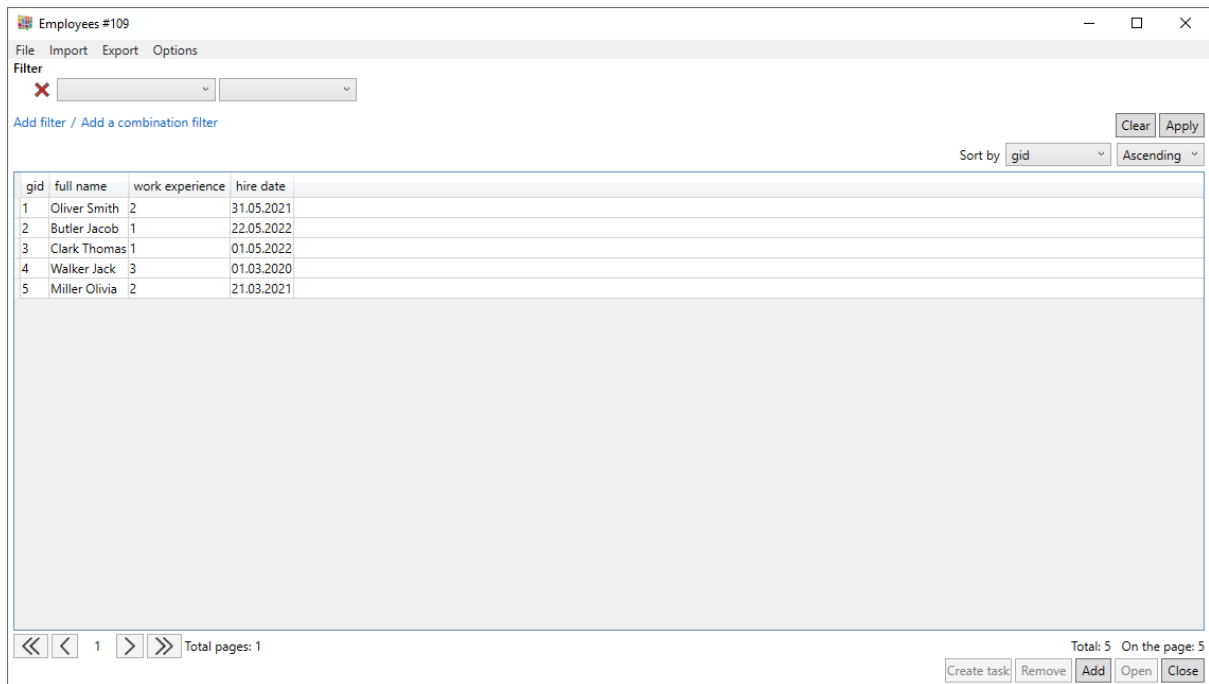 Employees #109
File Import Export Options
Filter
Add filter / Add a combination filter
Clear Apply
Sort by gid Ascending
gid full name work experience hire date
1 Oliver Smith 2 31.05.2021
2 Butler Jacob 1 22.05.2022
3 Clark Thomas 1 01.05.2022
4 Walker Jack 3 01.03.2020
5 Miller Olivia 2 21.03.2021
1 Total pages: 1 Total: 5 On the page: 5
Create task Remove Add Open Close